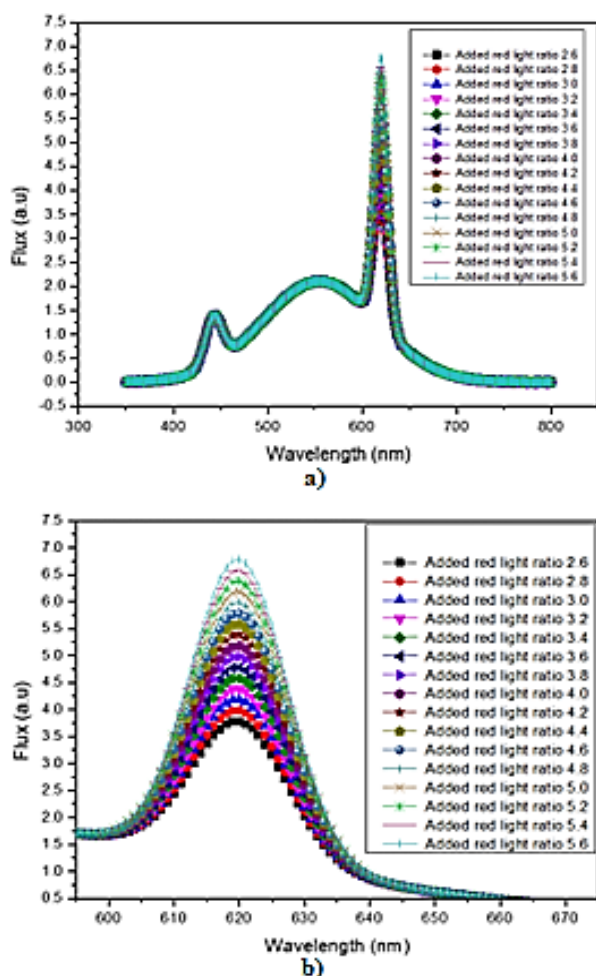 7.5
7.0
6.5
6.0
5.5
5.0
4.5
4.0
3.5
3.0
2.5
2.0
1.5
1.0
0.5
0.0
-0.5
Flux (a.u)
Added red light ratio 2.6
Added red light ratio 2.8
Added red light ratio 3.0
Added red light ratio 3.2
Added red light ratio 3.4
Added red light ratio 3.6
Added red light ratio 3.8
Added red light ratio 4.0
Added red light ratio 4.2
Added red light ratio 4.4
Added red light ratio 4.6
Added red light ratio 4.8
Added red light ratio 5.0
Added red light ratio 5.2
Added red light ratio 5.4
Added red light ratio 5.6
300 400 500 600 700 800
Wavelength (nm)
a)
7.5
7.0
6.5
6.0
5.5
5.0
4.5
4.0
3.5
3.0
2.5
2.0
1.5
1.0
0.5
Flux (a.u)
Added red light ratio 2.6
Added red light ratio 2.8
Added red light ratio 3.0
Added red light ratio 3.2
Added red light ratio 3.4
Added red light ratio 3.6
Added red light ratio 3.8
Added red light ratio 4.0
Added red light ratio 4.2
Added red light ratio 4.4
Added red light ratio 4.6
Added red light ratio 4.8
Added red light ratio 5.0
Added red light ratio 5.2
Added red light ratio 5.4
Added red light ratio 5.6
600 610 620 630 640 650 660 670
Wavelength (nm)
b)